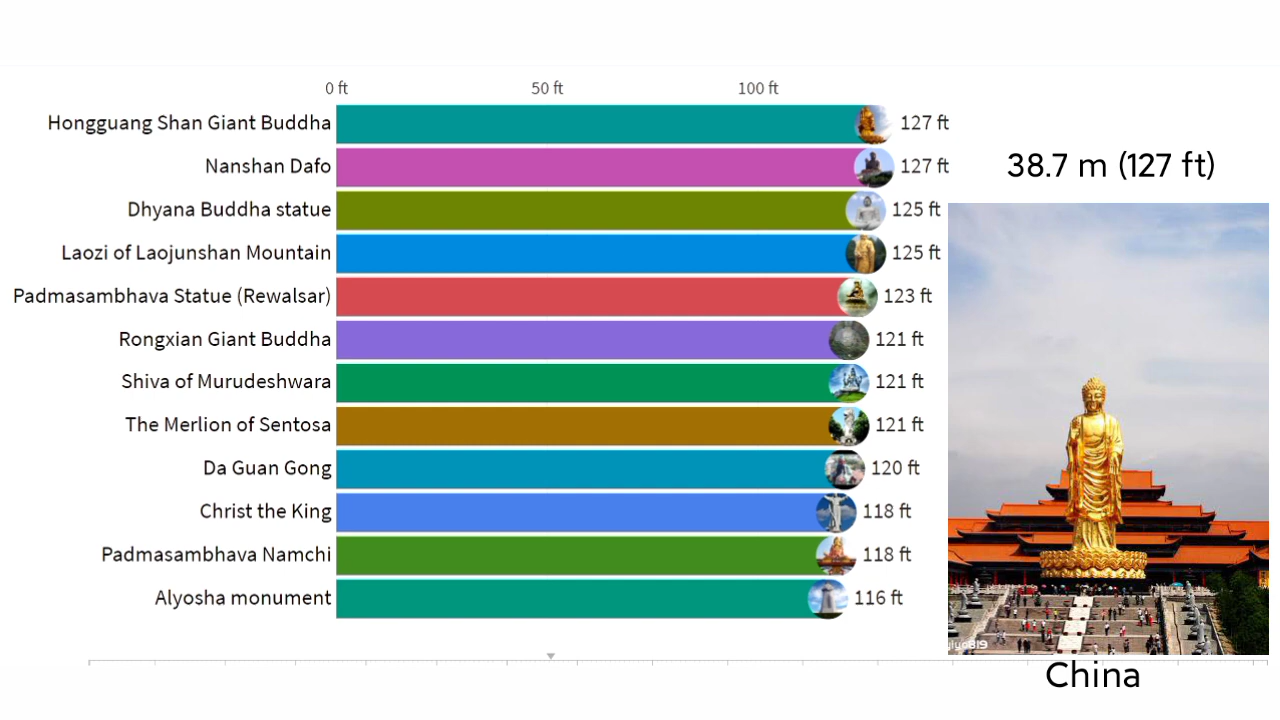 0 ft 50 ft 100 ft
Hongguang Shan Giant Buddha 127 ft
Nanshan Dafo 127 ft
Dhyana Buddha statue 125 ft
Laozi of Laojunshan Mountain 125 ft
Padmasambhava Statue (Rewalsar) 123 ft
Rongxian Giant Buddha 121 ft
Shiva of Murudeshwara 121 ft
The Merlion of Sentosa 121 ft
Da Guan Gong 120 ft
Christ the King 118 ft
Padmasambhava Namchi 118 ft
Alyosha monument 116 ft
38.7 m (127 ft)
China